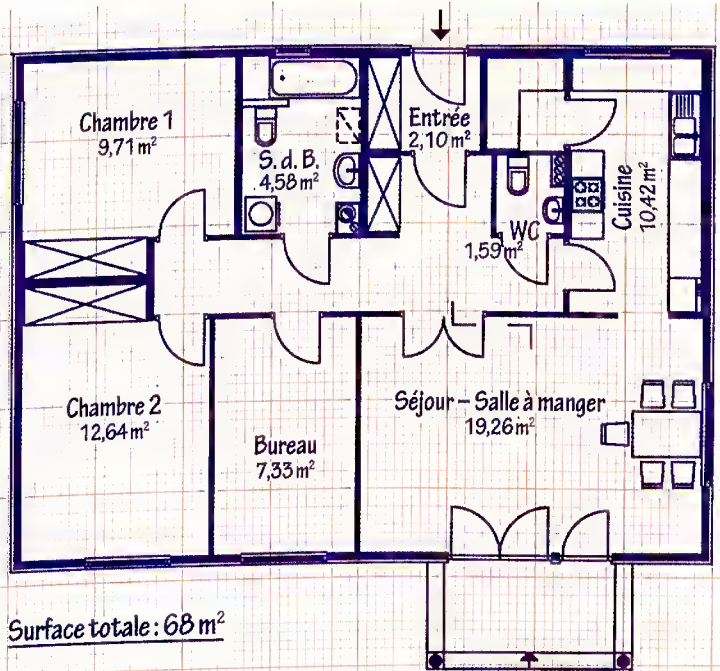 Chambre 1
9,71 m²
S. d. B.
4,58 m²
Entrée
2,10 m²
Cuisine
10,42 m²
WC
1,59 m²
Chambre 2
12,64 m²
Bureau
7,33 m²
Séjour – Salle à manger
19,26 m²
Surface totale : 68 m²